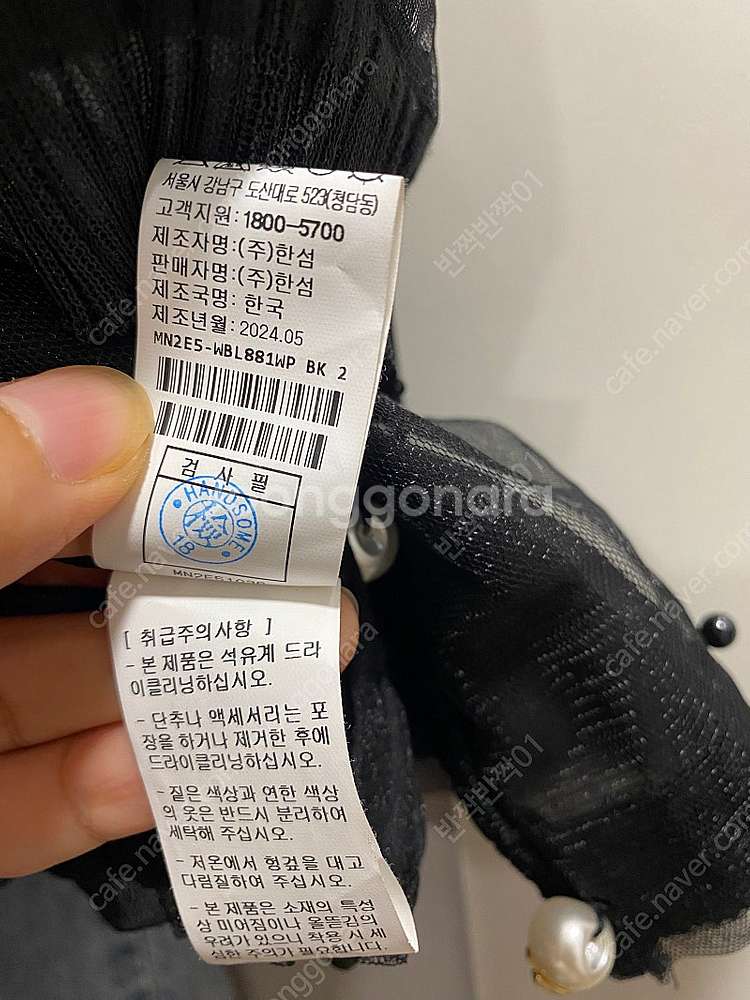 서울시 강남구 도산대로 523(청담동)
고객지원: 1800-5700
제조자명:(주)한섬
판매자명:(주)한섬
제조국명: 한국
제조년월: 2024.05
MN2E5-WBL881WP BK 2
검 사 필
HANDSOME
檢
18
[ 취급주의사항 ]
- 본 제품은 석유계 드라
이클리닝하십시오.
- 단추나 액세서리는 포
장을 하거나 제거한 후에
드라이클리닝하십시오.
- 짙은 색상과 연한 색상
의 옷은 반드시 분리하여
세탁해 주십시오.
- 저온에서 헝겊을 대고
다림질하여 주십시오.
- 본 제품은 소재의 특성
상 미어짐이나 올뜯김의
우려가 있으니 착용 시 세
심한 주의가 필요합니다.
cafe.naver.com
joonggonara
반짝반짝01